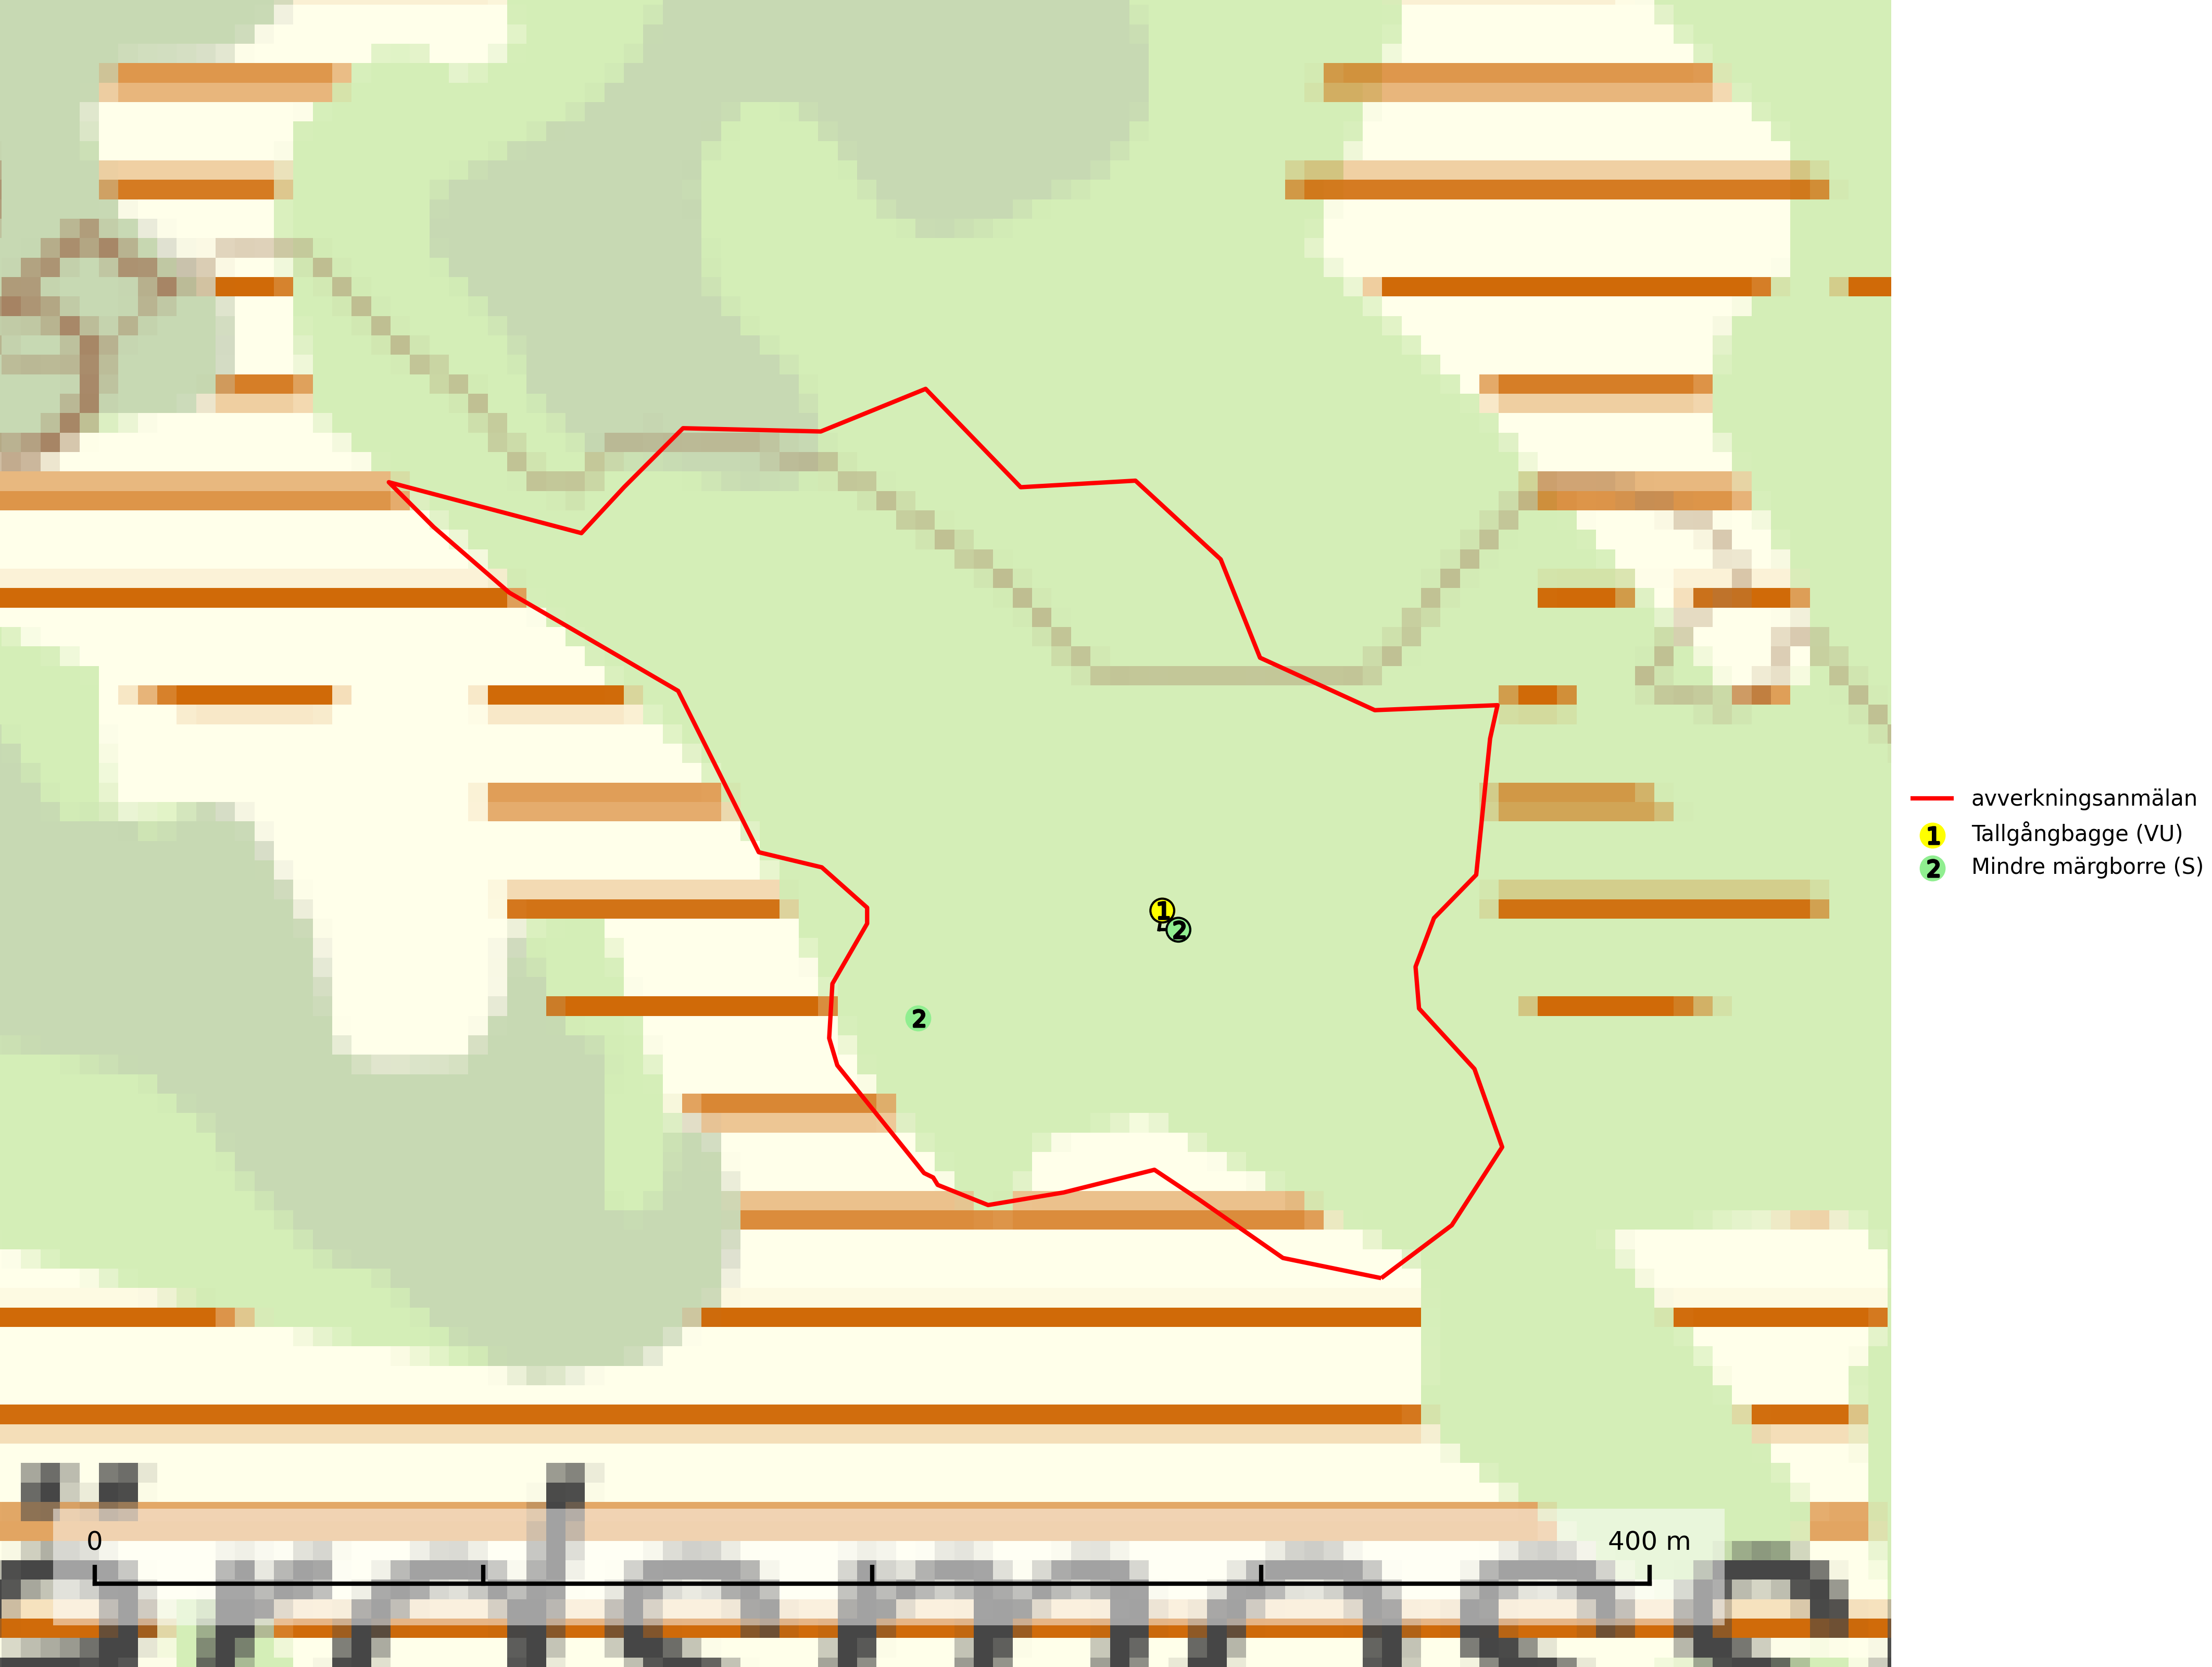 avverkningsanmälan
1 Tallgångbagge (VU)
2 Mindre märgborre (S)
1
2
2
0 400 m